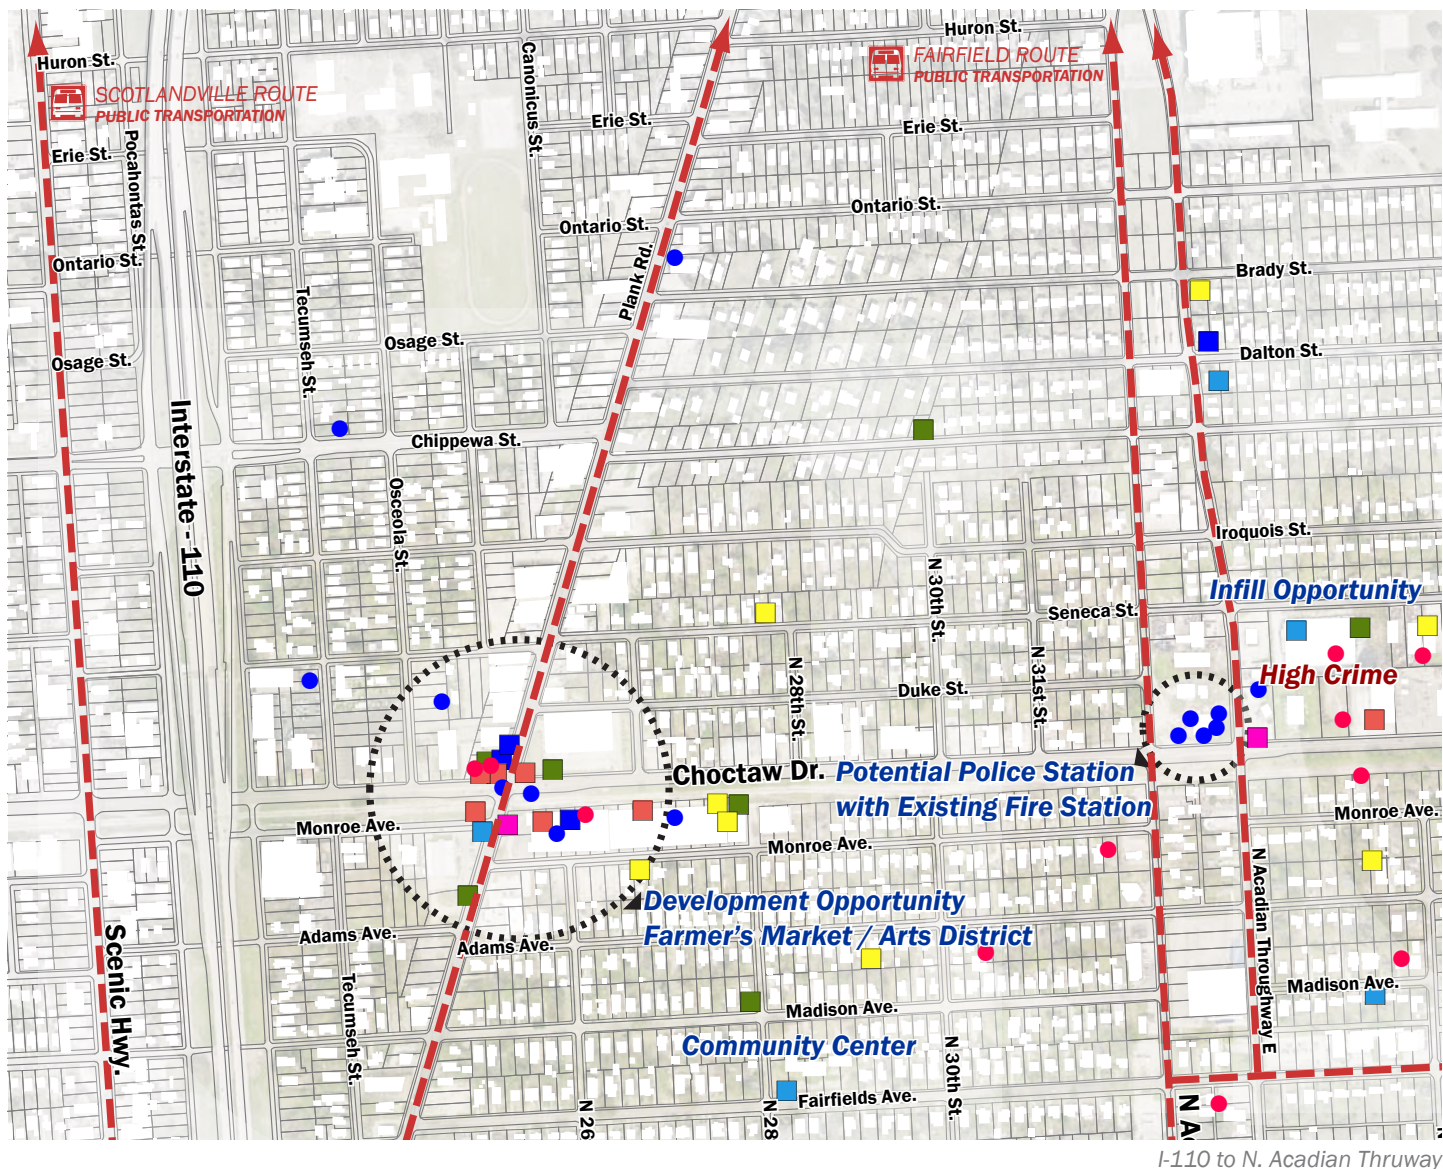 Huron St.
Huron St.
FAIRFIELD ROUTE
PUBLIC TRANSPORTATION
SCOTLANDVILLE ROUTE
PUBLIC TRANSPORTATION
Canonicus St.
Erie St.
Erie St.
Erie St.
Pocahontas St.
Ontario St.
Ontario St.
Ontario St.
Plank Rd.
Brady St.
Tecumseh St.
Osage St.
Osage St.
Dalton St.
Interstate - 110
Chippewa St.
Osceola St.
Iroquois St.
N 30th St.
Infill Opportunity
Seneca St.
N 28th St.
N 31st St.
High Crime
Duke St.
Choctaw Dr.
Potential Police Station
with Existing Fire Station
Monroe Ave.
Monroe Ave.
Monroe Ave.
N Acadian Throughway E
Development Opportunity
Farmer's Market / Arts District
Scenic Hwy.
Adams Ave.
Adams Ave.
Tecumseh St.
Madison Ave.
Madison Ave.
Community Center
N 30th St.
Fairfields Ave.
N 26
N 28
N A
I-110 to N. Acadian Thruway